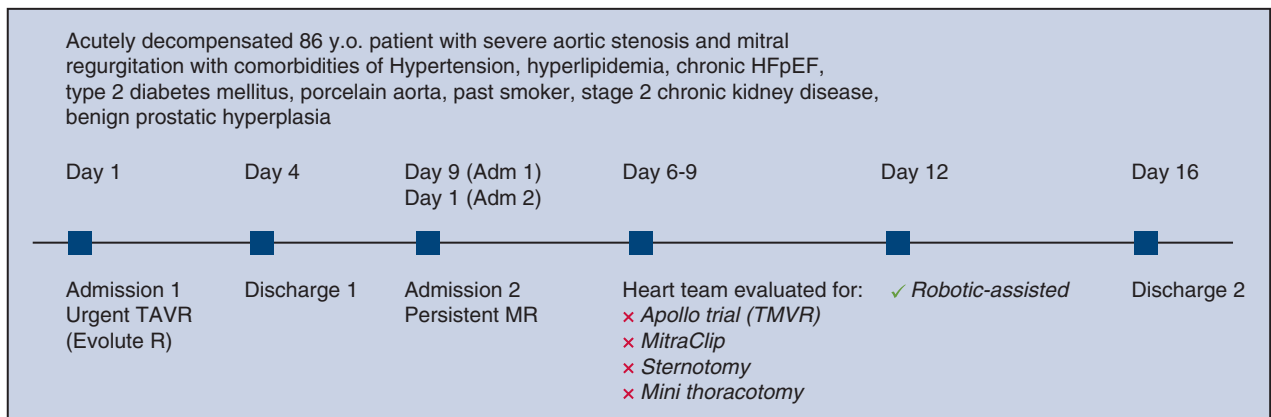 Acutely decompensated 86 y.o. patient with severe aortic stenosis and mitral
regurgitation with comorbidities of Hypertension, hyperlipidemia, chronic HFpEF,
type 2 diabetes mellitus, porcelain aorta, past smoker, stage 2 chronic kidney disease,
benign prostatic hyperplasia
Day 1
Day 4
Day 9 (Adm 1)
Day 1 (Adm 2)
Day 6-9
Day 12
Day 16
Admission 1
Urgent TAVR
(Evolute R)
Discharge 1
Admission 2
Persistent MR
Heart team evaluated for:
× Apollo trial (TMVR)
× MitraClip
× Sternotomy
× Mini thoracotomy
✓ Robotic-assisted
Discharge 2